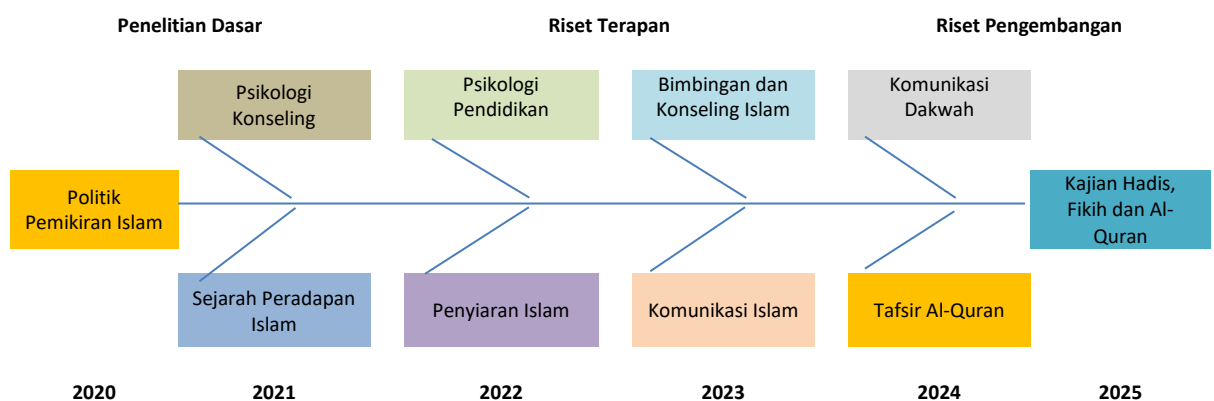 Penelitian Dasar
Riset Terapan
Riset Pengembangan
Psikologi
Konseling
Psikologi
Pendidikan
Bimbingan dan
Konseling Islam
Komunikasi
Dakwah
Politik
Pemikiran Islam
Kajian Hadis,
Fikih dan Al-
Quran
Sejarah Peradapan
Islam
Penyiaran Islam
Komunikasi Islam
Tafsir Al-Quran
2020
2021
2022
2023
2024
2025